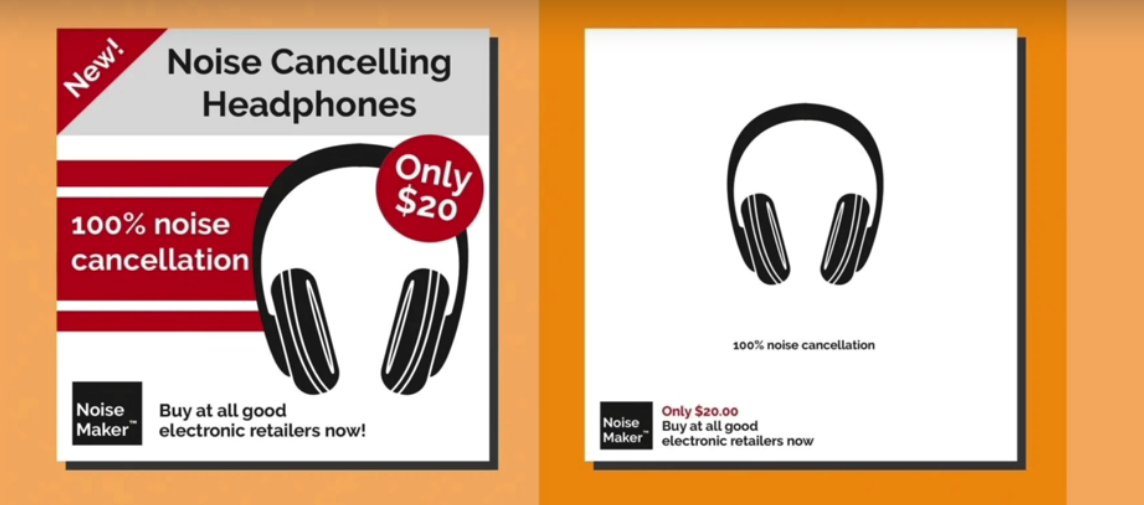 New!
Noise Cancelling
Headphones
Only
$20
100% noise
cancellation
Noise
Maker™
Buy at all good
electronic retailers now!
100% noise cancellation
Noise
Maker™
Only $20.00
Buy at all good
electronic retailers now